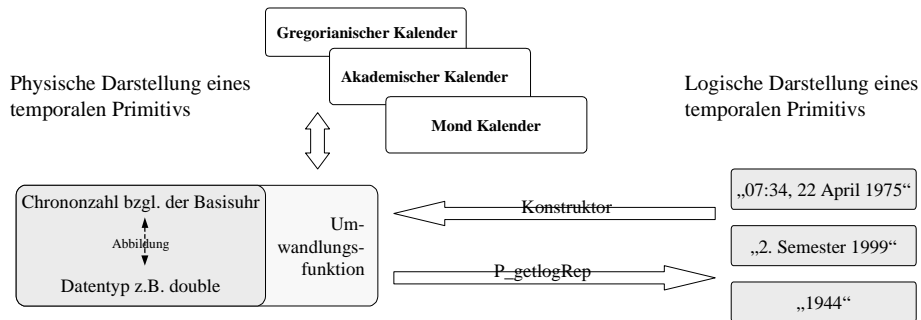 Gregorianischer Kalender
Akademischer Kalender
Mond Kalender
Physische Darstellung eines
temporalen Primitivs
Logische Darstellung eines
temporalen Primitivs
Chrononzahl bzgl. der Basisuhr
Abbildung
Datentyp z.B. double
Um-
wandlungs-
funktion
Konstruktor
P_getlogRep
„07:34, 22 April 1975“
„2. Semester 1999“
„1944“